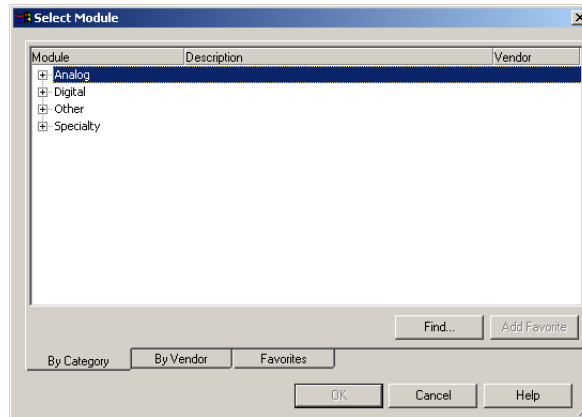 Select Module
Module Description Vendor
Analog
Digital
Other
Specialty
Find... Add Favorite
By Category By Vendor Favorites
OK Cancel Help